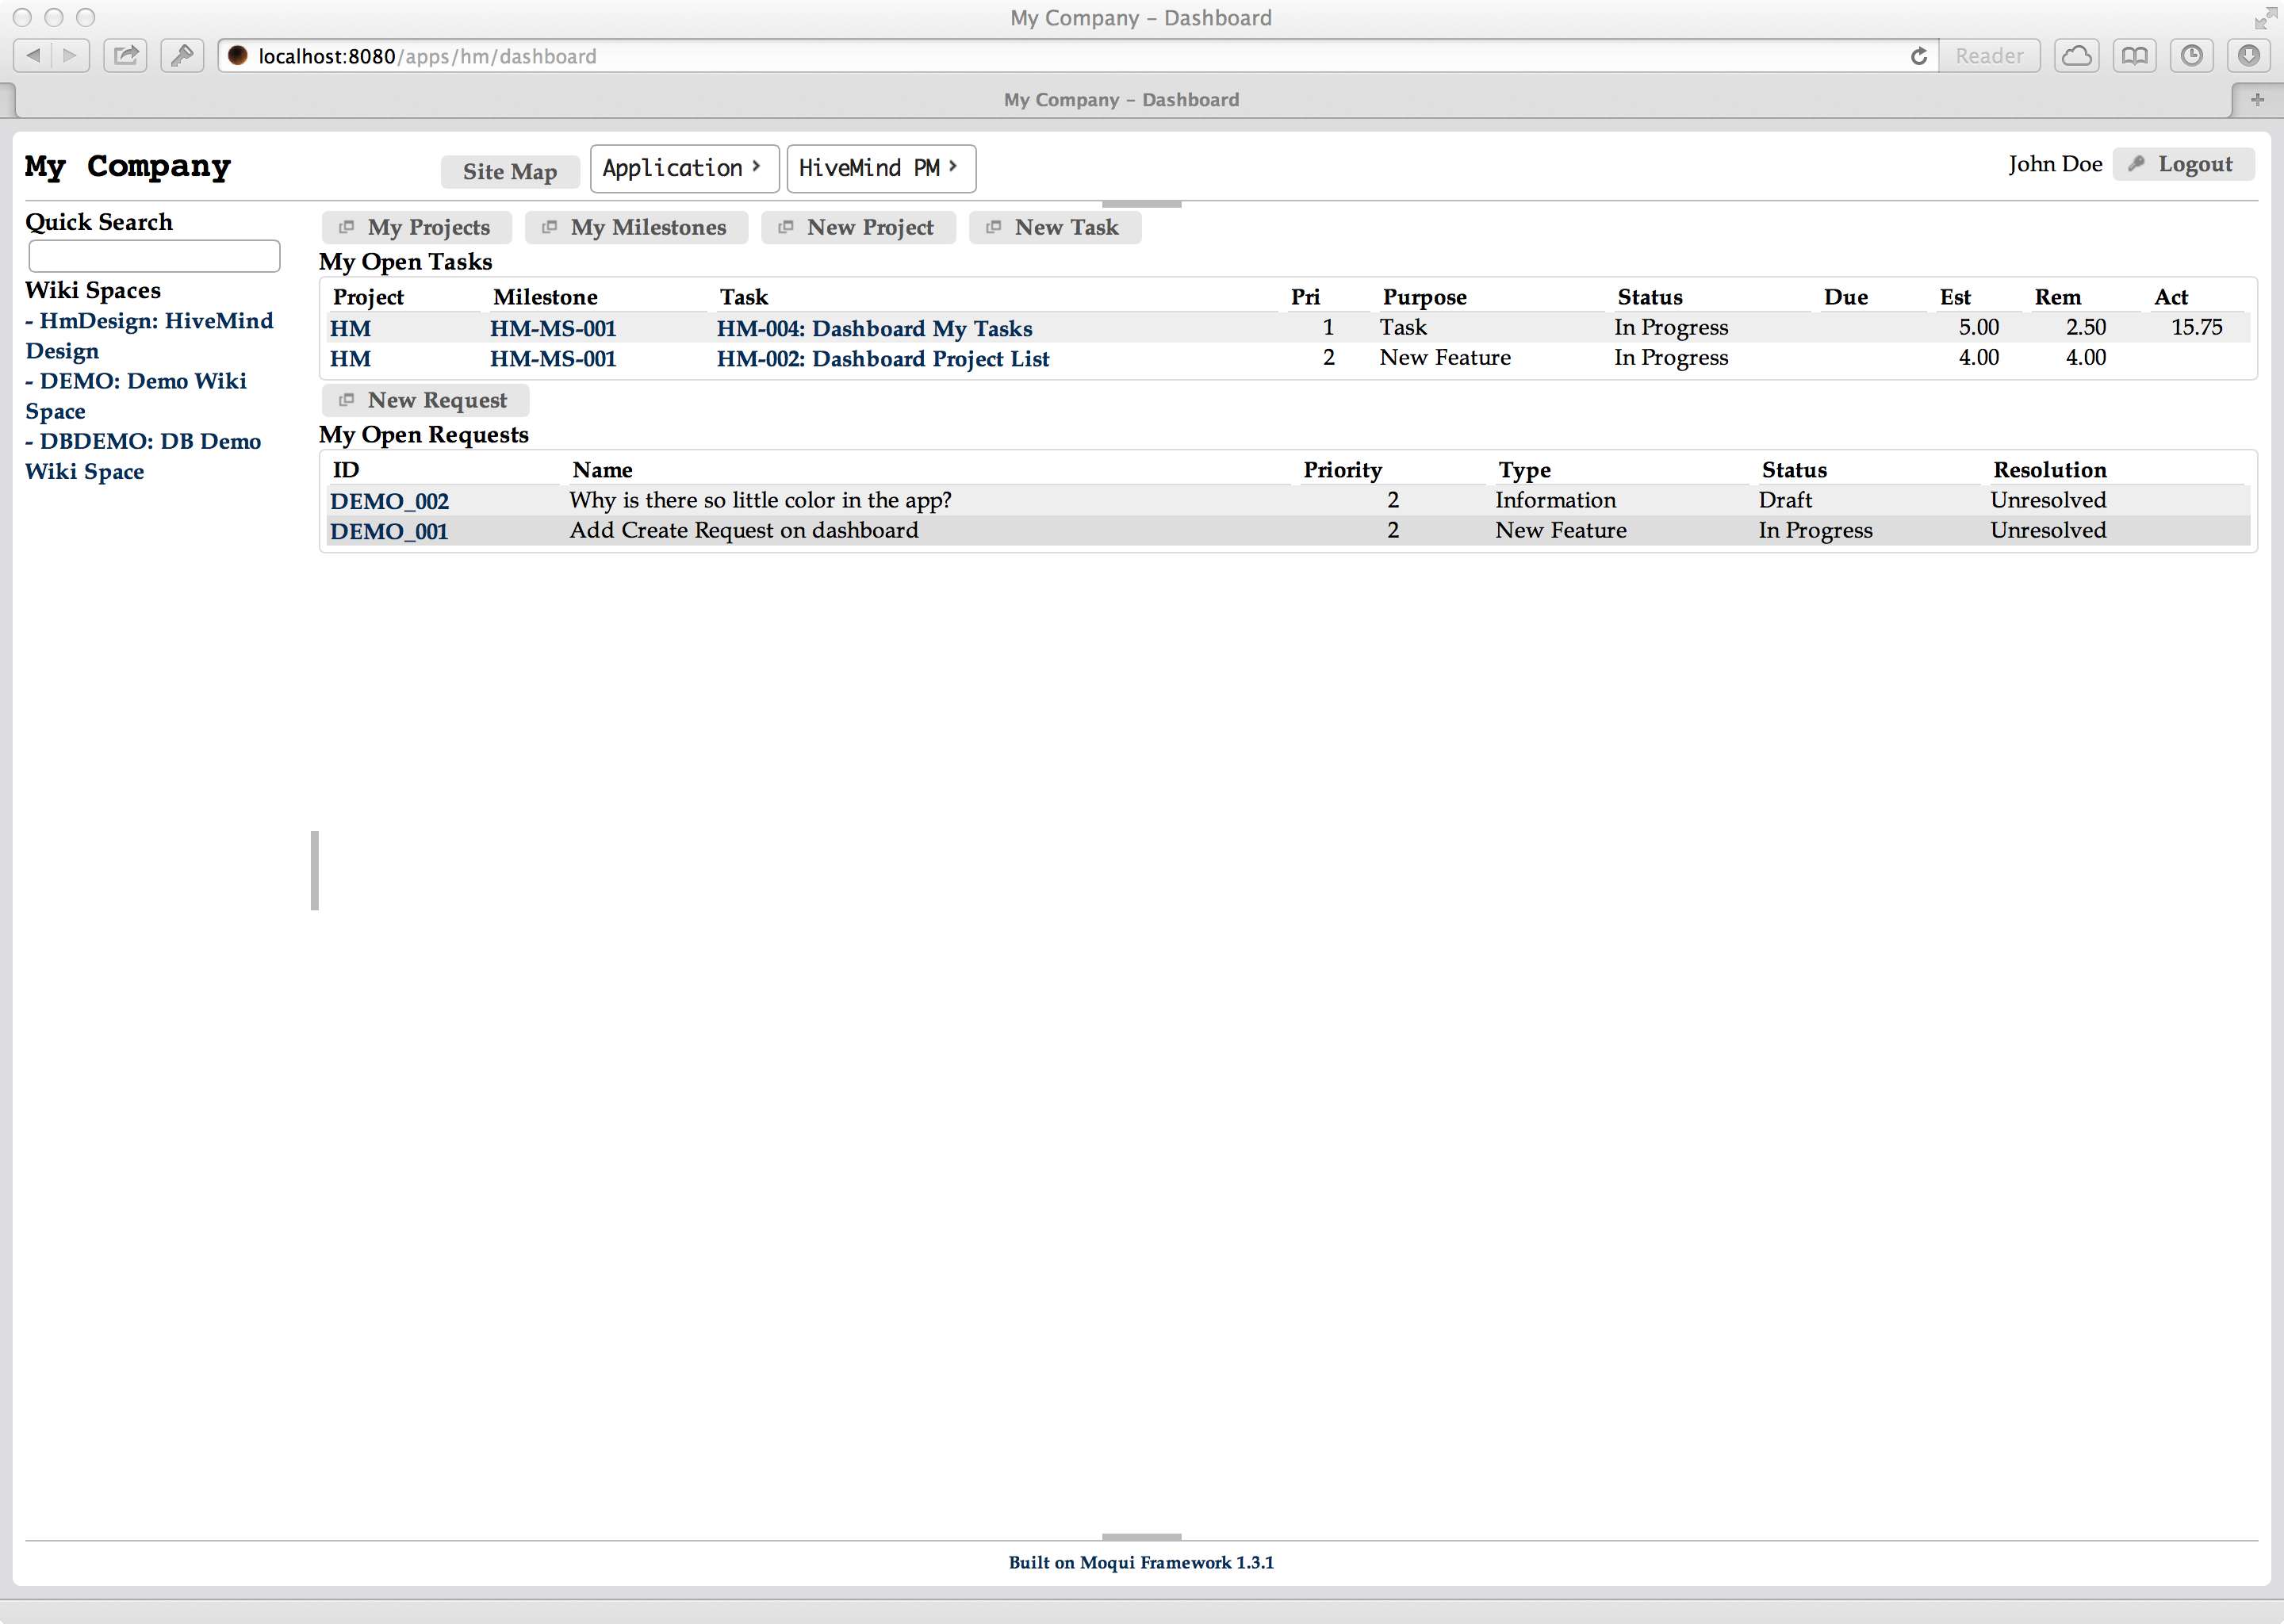 My Company – Dashboard
localhost:8080/apps/hm/dashboard
Reader
My Company – Dashboard
My Company
Site Map
Application
HiveMind PM
John Doe
Logout
Quick Search
Wiki Spaces
- HmDesign: HiveMind
Design
- DEMO: Demo Wiki
Space
- DBDEMO: DB Demo
Wiki Space
My Projects
My Milestones
New Project
New Task
My Open Tasks
Project Milestone Task Pri Purpose Status Due Est Rem Act
HM HM-MS-001 HM-004: Dashboard My Tasks 1 Task In Progress 5.00 2.50 15.75
HM HM-MS-001 HM-002: Dashboard Project List 2 New Feature In Progress 4.00 4.00
New Request
My Open Requests
ID Name Priority Type Status Resolution
DEMO_002 Why is there so little color in the app? 2 Information Draft Unresolved
DEMO_001 Add Create Request on dashboard 2 New Feature In Progress Unresolved
Built on Moqui Framework 1.3.1